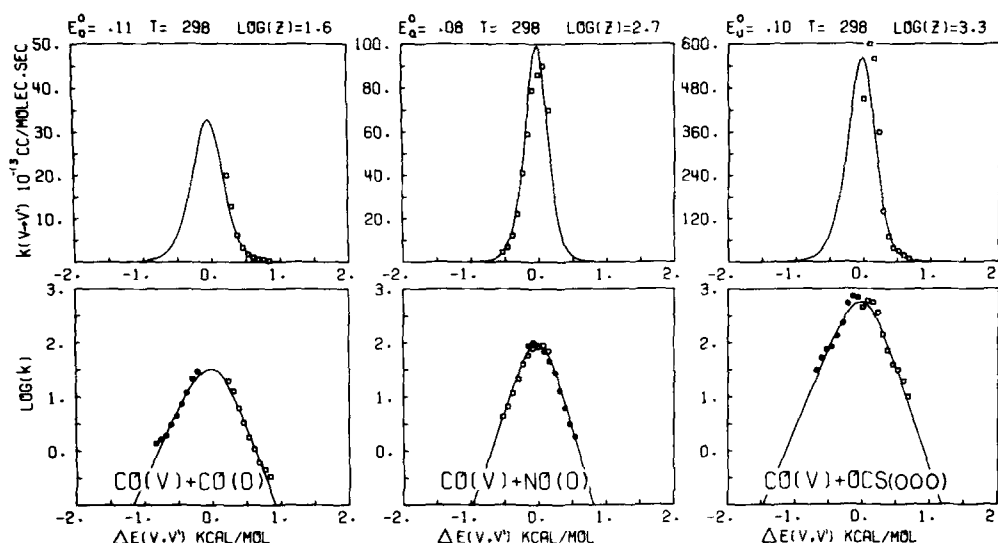 E°Q= .11 T= 298 LOG(Z)=1.6
50.
40.
30.
20.
10.
K(V→V') 10⁻¹³ CC/MOLEC.SEC
-2. -1. 0. 1. 2.
E°Q= .08 T= 298 LOG(Z)=2.7
100.
80.
60.
40.
20.
-2. -1. 0. 1. 2.
E°U= .10 T= 298 LOG(Z)=3.3
600.
480.
360.
240.
120.
-2. -1. 0. 1. 2.
3.
2.
1.
0.
LOG(K)
CO(V)+CO(0)
-2. -1. 0. 1. 2.
ΔE(V,V') KCAL/MOL
3.
2.
1.
0.
CO(V)+NO(0)
-2. -1. 0. 1. 2.
ΔE(V,V') KCAL/MOL
3.
2.
1.
0.
CO(V)+OCS(000)
-2. -1. 0. 1. 2.
ΔE(V,V') KCAL/MOL